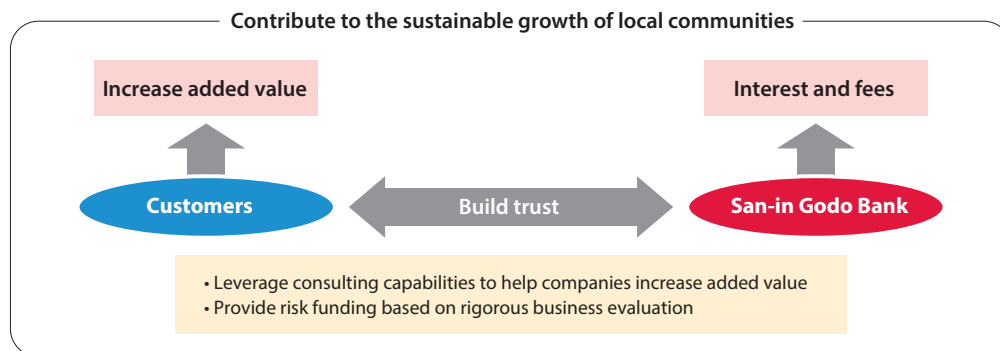 Contribute to the sustainable growth of local communities
Increase added value
Interest and fees
Customers
Build trust
San-in Godo Bank
• Leverage consulting capabilities to help companies increase added value
• Provide risk funding based on rigorous business evaluation